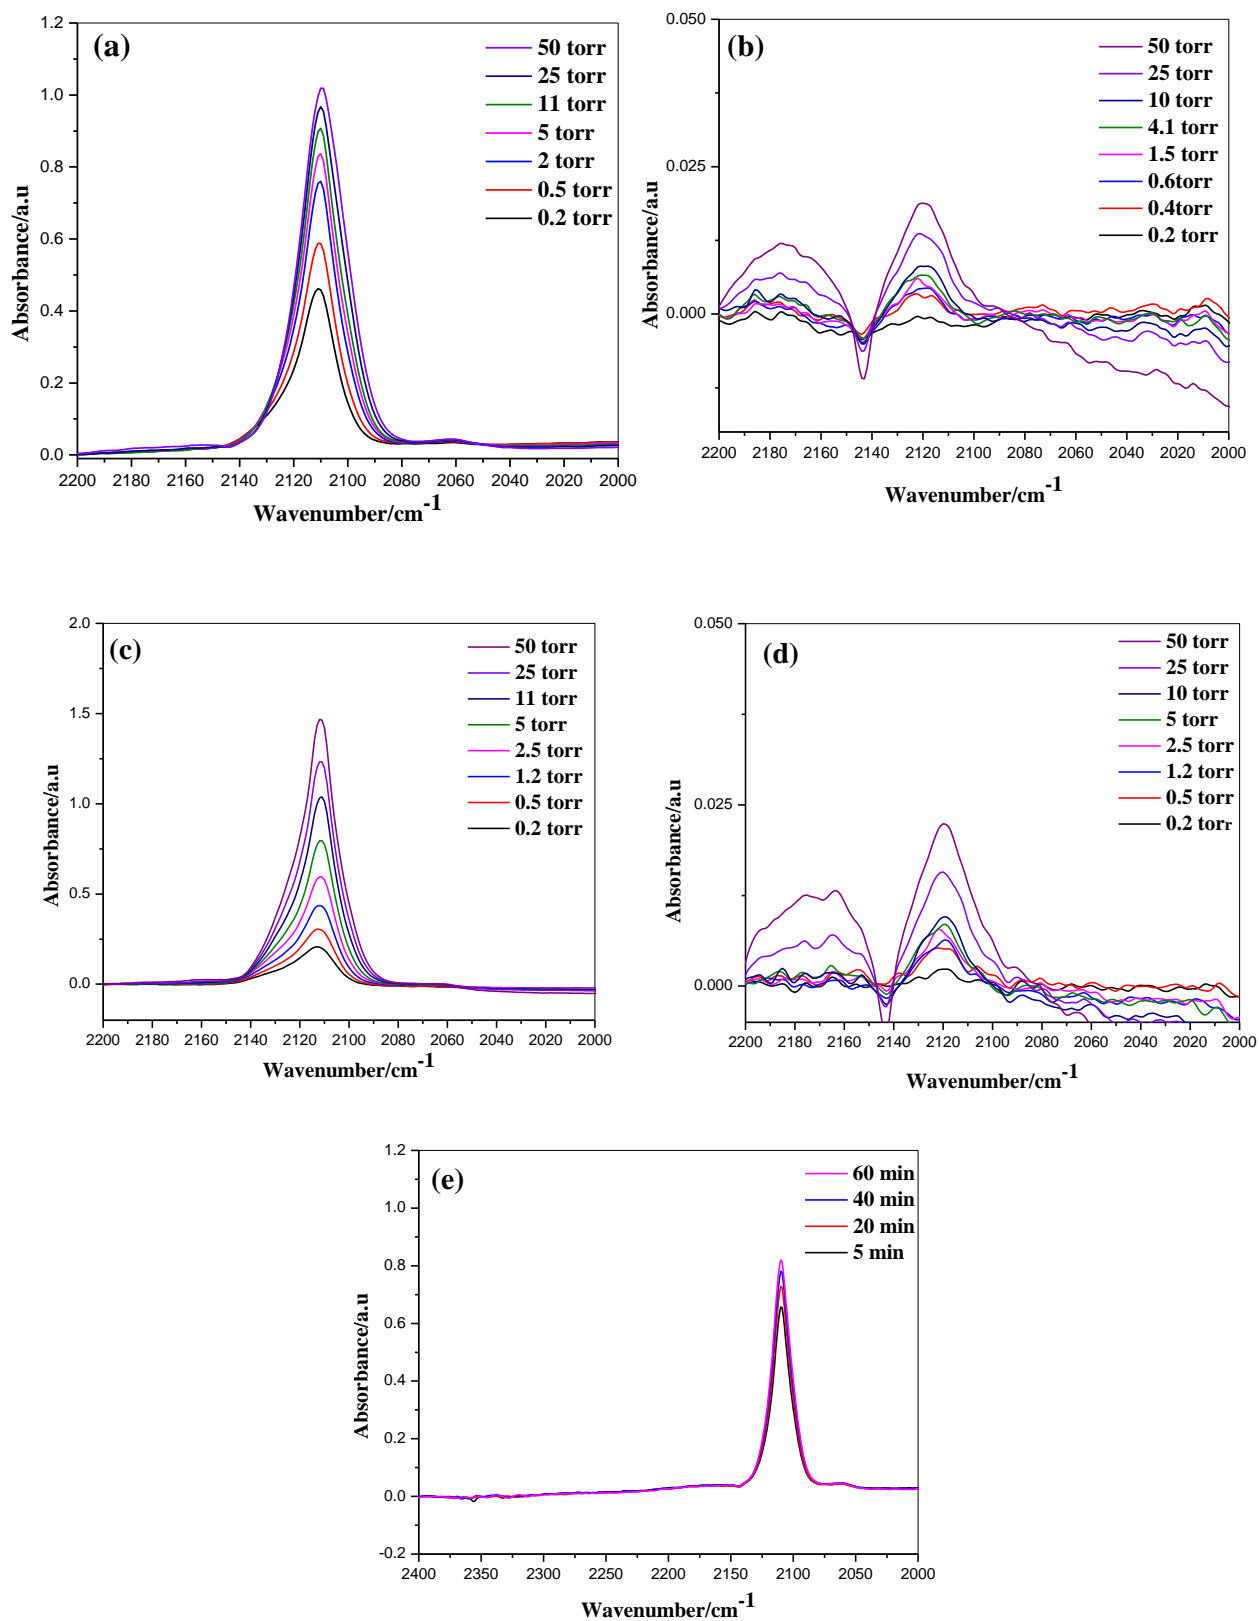 (a)
50 torr
25 torr
11 torr
5 torr
2 torr
0.5 torr
0.2 torr
1.2
1.0
0.8
0.6
0.4
0.2
0.0
Absorbance/a.u
2200 2180 2160 2140 2120 2100 2080 2060 2040 2020 2000
Wavenumber/cm-1
(b)
50 torr
25 torr
10 torr
4.1 torr
1.5 torr
0.6torr
0.4torr
0.2 torr
0.050
0.025
0.000
Absorbance/a.u
2200 2180 2160 2140 2120 2100 2080 2060 2040 2020 2000
Wavenumber/cm-1
(c)
50 torr
25 torr
11 torr
5 torr
2.5 torr
1.2 torr
0.5 torr
0.2 torr
2.0
1.5
1.0
0.5
0.0
Absorbance/a.u
2200 2180 2160 2140 2120 2100 2080 2060 2040 2020 2000
Wavenumber/cm-1
(d)
50 torr
25 torr
10 torr
5 torr
2.5 torr
1.2 torr
0.5 torr
0.2 torr
0.050
0.025
0.000
Absorbance/a.u
2200 2180 2160 2140 2120 2100 2080 2060 2040 2020 2000
Wavenumber/cm-1
(e)
60 min
40 min
20 min
5 min
1.2
1.0
0.8
0.6
0.4
0.2
0.0
-0.2
Absorbance/a.u
2400 2350 2300 2250 2200 2150 2100 2050 2000
Wavenumber/cm-1